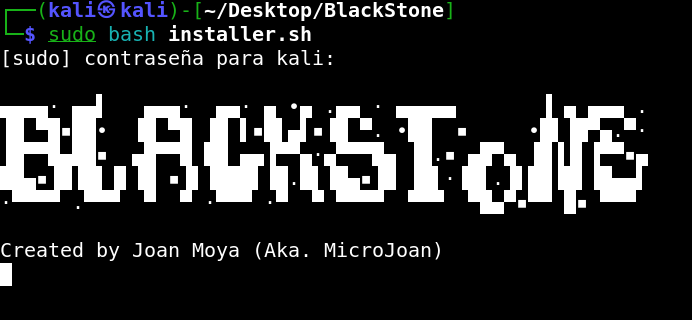 (kali㉿kali)-[~/Desktop/BlackStone]
$ sudo bash installer.sh
[sudo] contraseña para kali:
BLACKSTONE
Created by Joan Moya (Aka. MicroJoan)